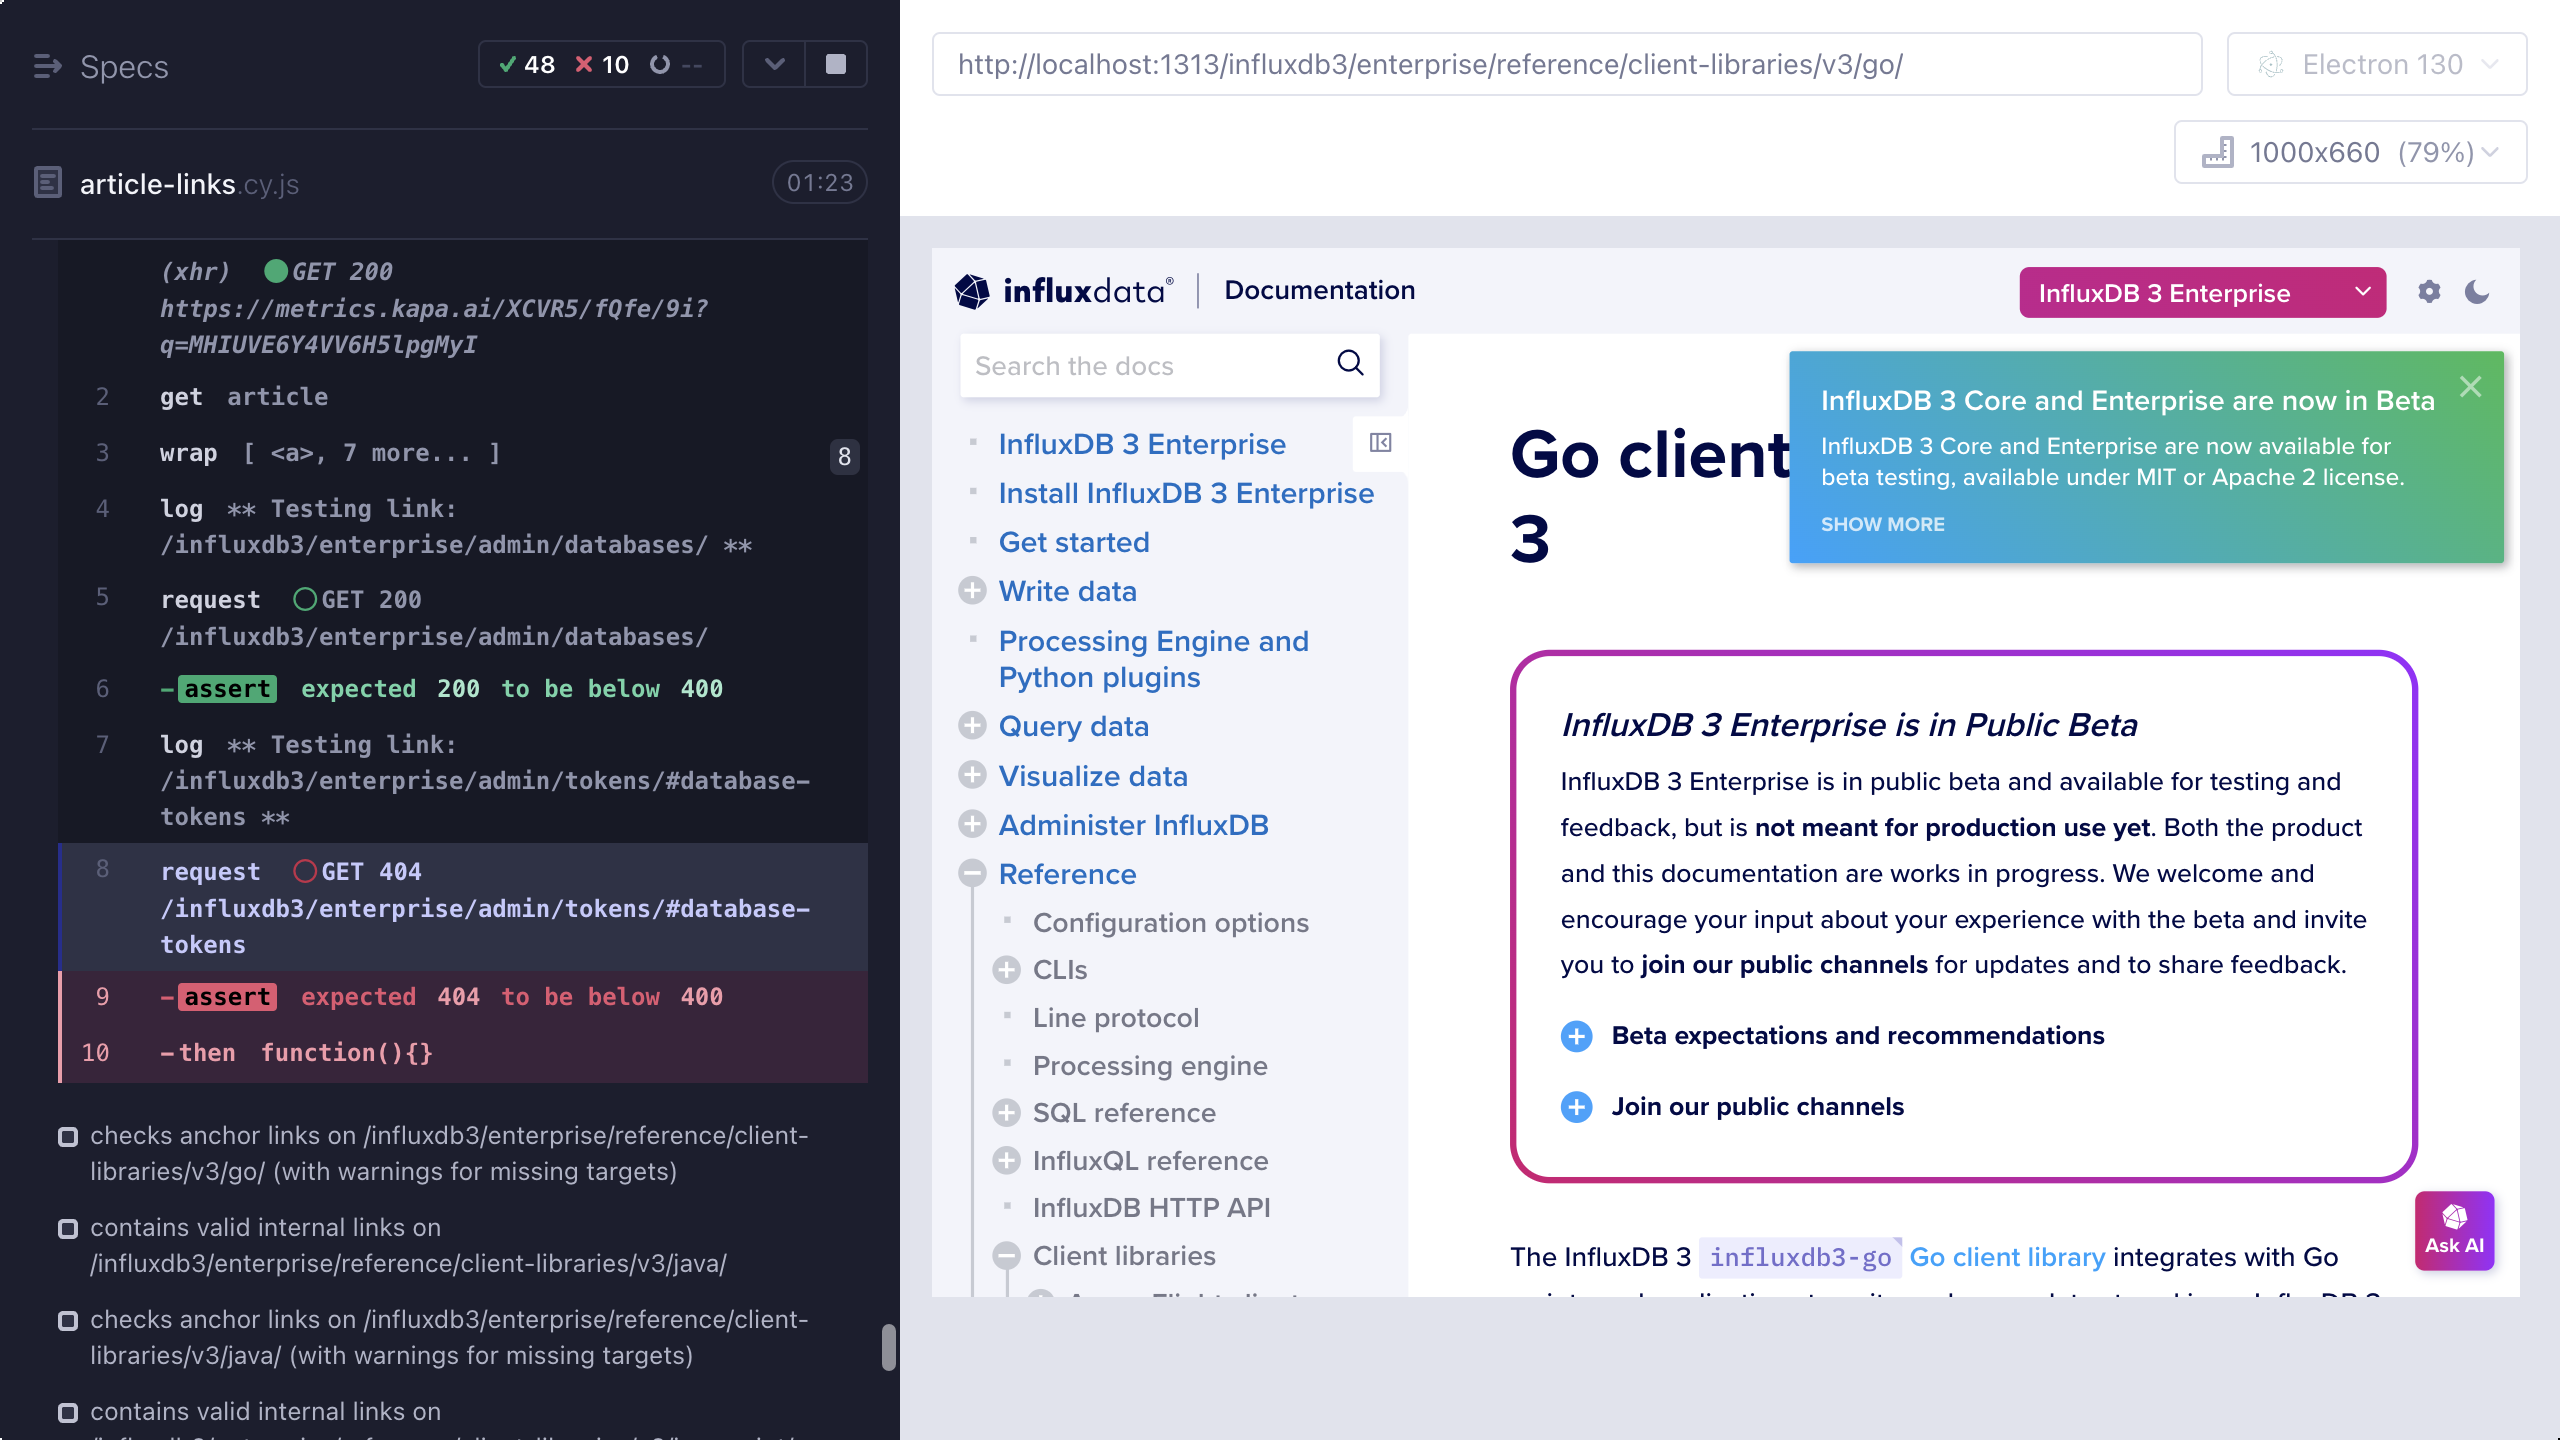 Specs
48 10 --
article-links.cy.js
01:23
(xhr) GET 200
https://metrics.kapa.ai/XCVR5/fQfe/9i?
q=MHIUVE6Y4VV6H5lpgMyI
2 get article
3 wrap [ <a>, 7 more... ] 8
4 log ** Testing link:
/influxdb3/enterprise/admin/databases/ **
5 request GET 200
/influxdb3/enterprise/admin/databases/
6 -assert expected 200 to be below 400
7 log ** Testing link:
/influxdb3/enterprise/admin/tokens/#database-
tokens **
8 request GET 404
/influxdb3/enterprise/admin/tokens/#database-
tokens
9 -assert expected 404 to be below 400
10 -then function(){}
checks anchor links on /influxdb3/enterprise/reference/client-
libraries/v3/go/ (with warnings for missing targets)
contains valid internal links on
/influxdb3/enterprise/reference/client-libraries/v3/java/
checks anchor links on /influxdb3/enterprise/reference/client-
libraries/v3/java/ (with warnings for missing targets)
contains valid internal links on
http://localhost:1313/influxdb3/enterprise/reference/client-libraries/v3/go/
Electron 130
1000x660 (79%)
influxdata® Documentation
InfluxDB 3 Enterprise
Search the docs
InfluxDB 3 Enterprise
Install InfluxDB 3 Enterprise
Get started
Write data
Processing Engine and
Python plugins
Query data
Visualize data
Administer InfluxDB
Reference
Configuration options
CLIs
Line protocol
Processing engine
SQL reference
InfluxQL reference
InfluxDB HTTP API
Client libraries
Go client
3
InfluxDB 3 Core and Enterprise are now in Beta
InfluxDB 3 Core and Enterprise are now available for
beta testing, available under MIT or Apache 2 license.
SHOW MORE
InfluxDB 3 Enterprise is in Public Beta
InfluxDB 3 Enterprise is in public beta and available for testing and
feedback, but is not meant for production use yet. Both the product
and this documentation are works in progress. We welcome and
encourage your input about your experience with the beta and invite
you to join our public channels for updates and to share feedback.
Beta expectations and recommendations
Join our public channels
The InfluxDB 3 influxdb3-go Go client library integrates with Go
Ask AI